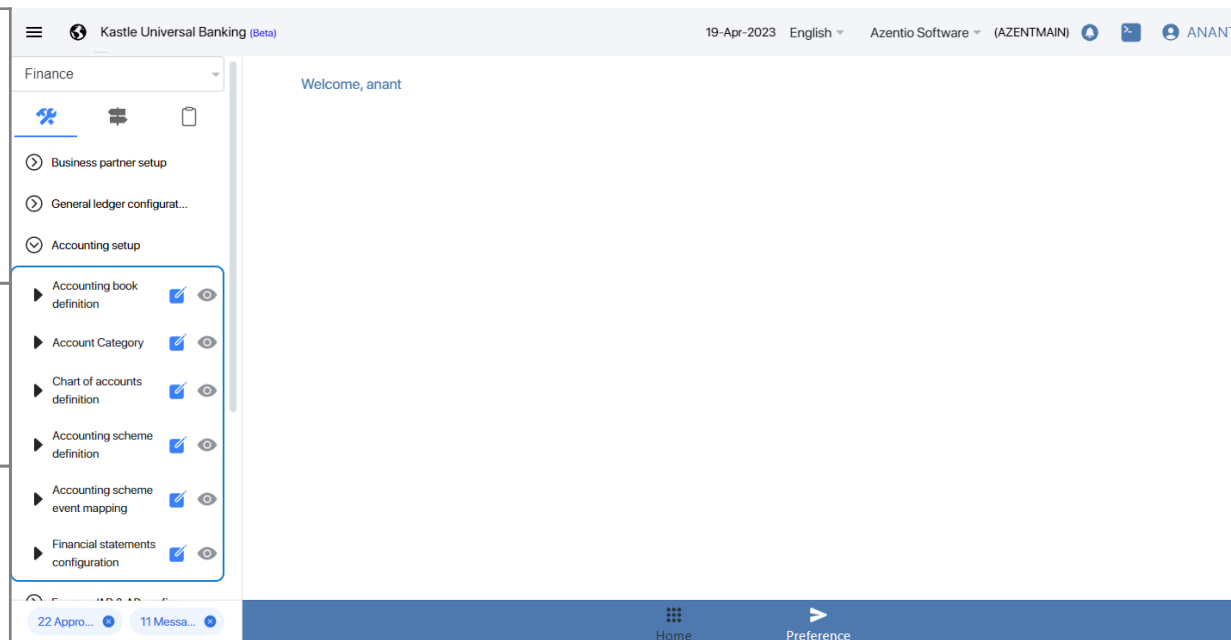 Kastle Universal Banking (Beta)
19-Apr-2023 English Azentio Software (AZENTMAIN) ANANT
Finance
Welcome, anant
Business partner setup
General ledger configurat...
Accounting setup
Accounting book
definition
Account Category
Chart of accounts
definition
Accounting scheme
definition
Accounting scheme
event mapping
Financial statements
configuration
22 Appro... 11 Messa...
Home Preference